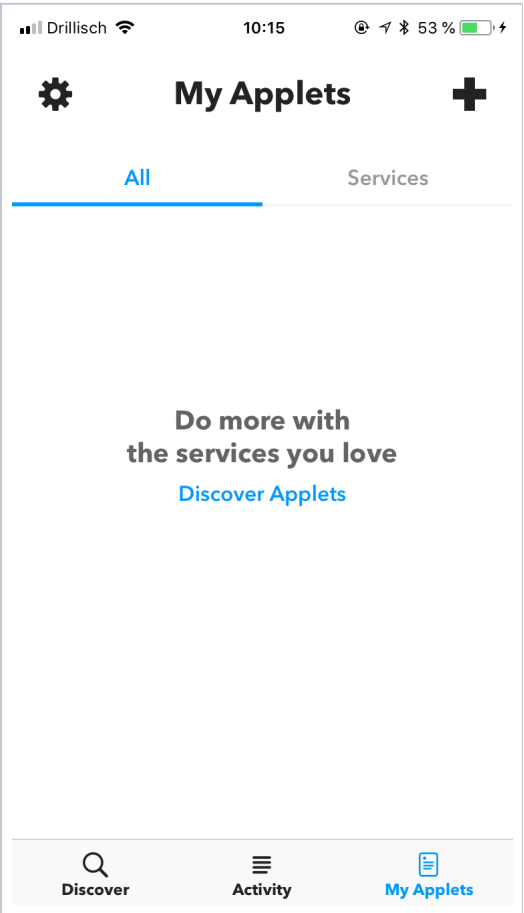 Drillisch 10:15 53 %
My Applets
All Services
Do more with
the services you love
Discover Applets
Discover Activity My Applets